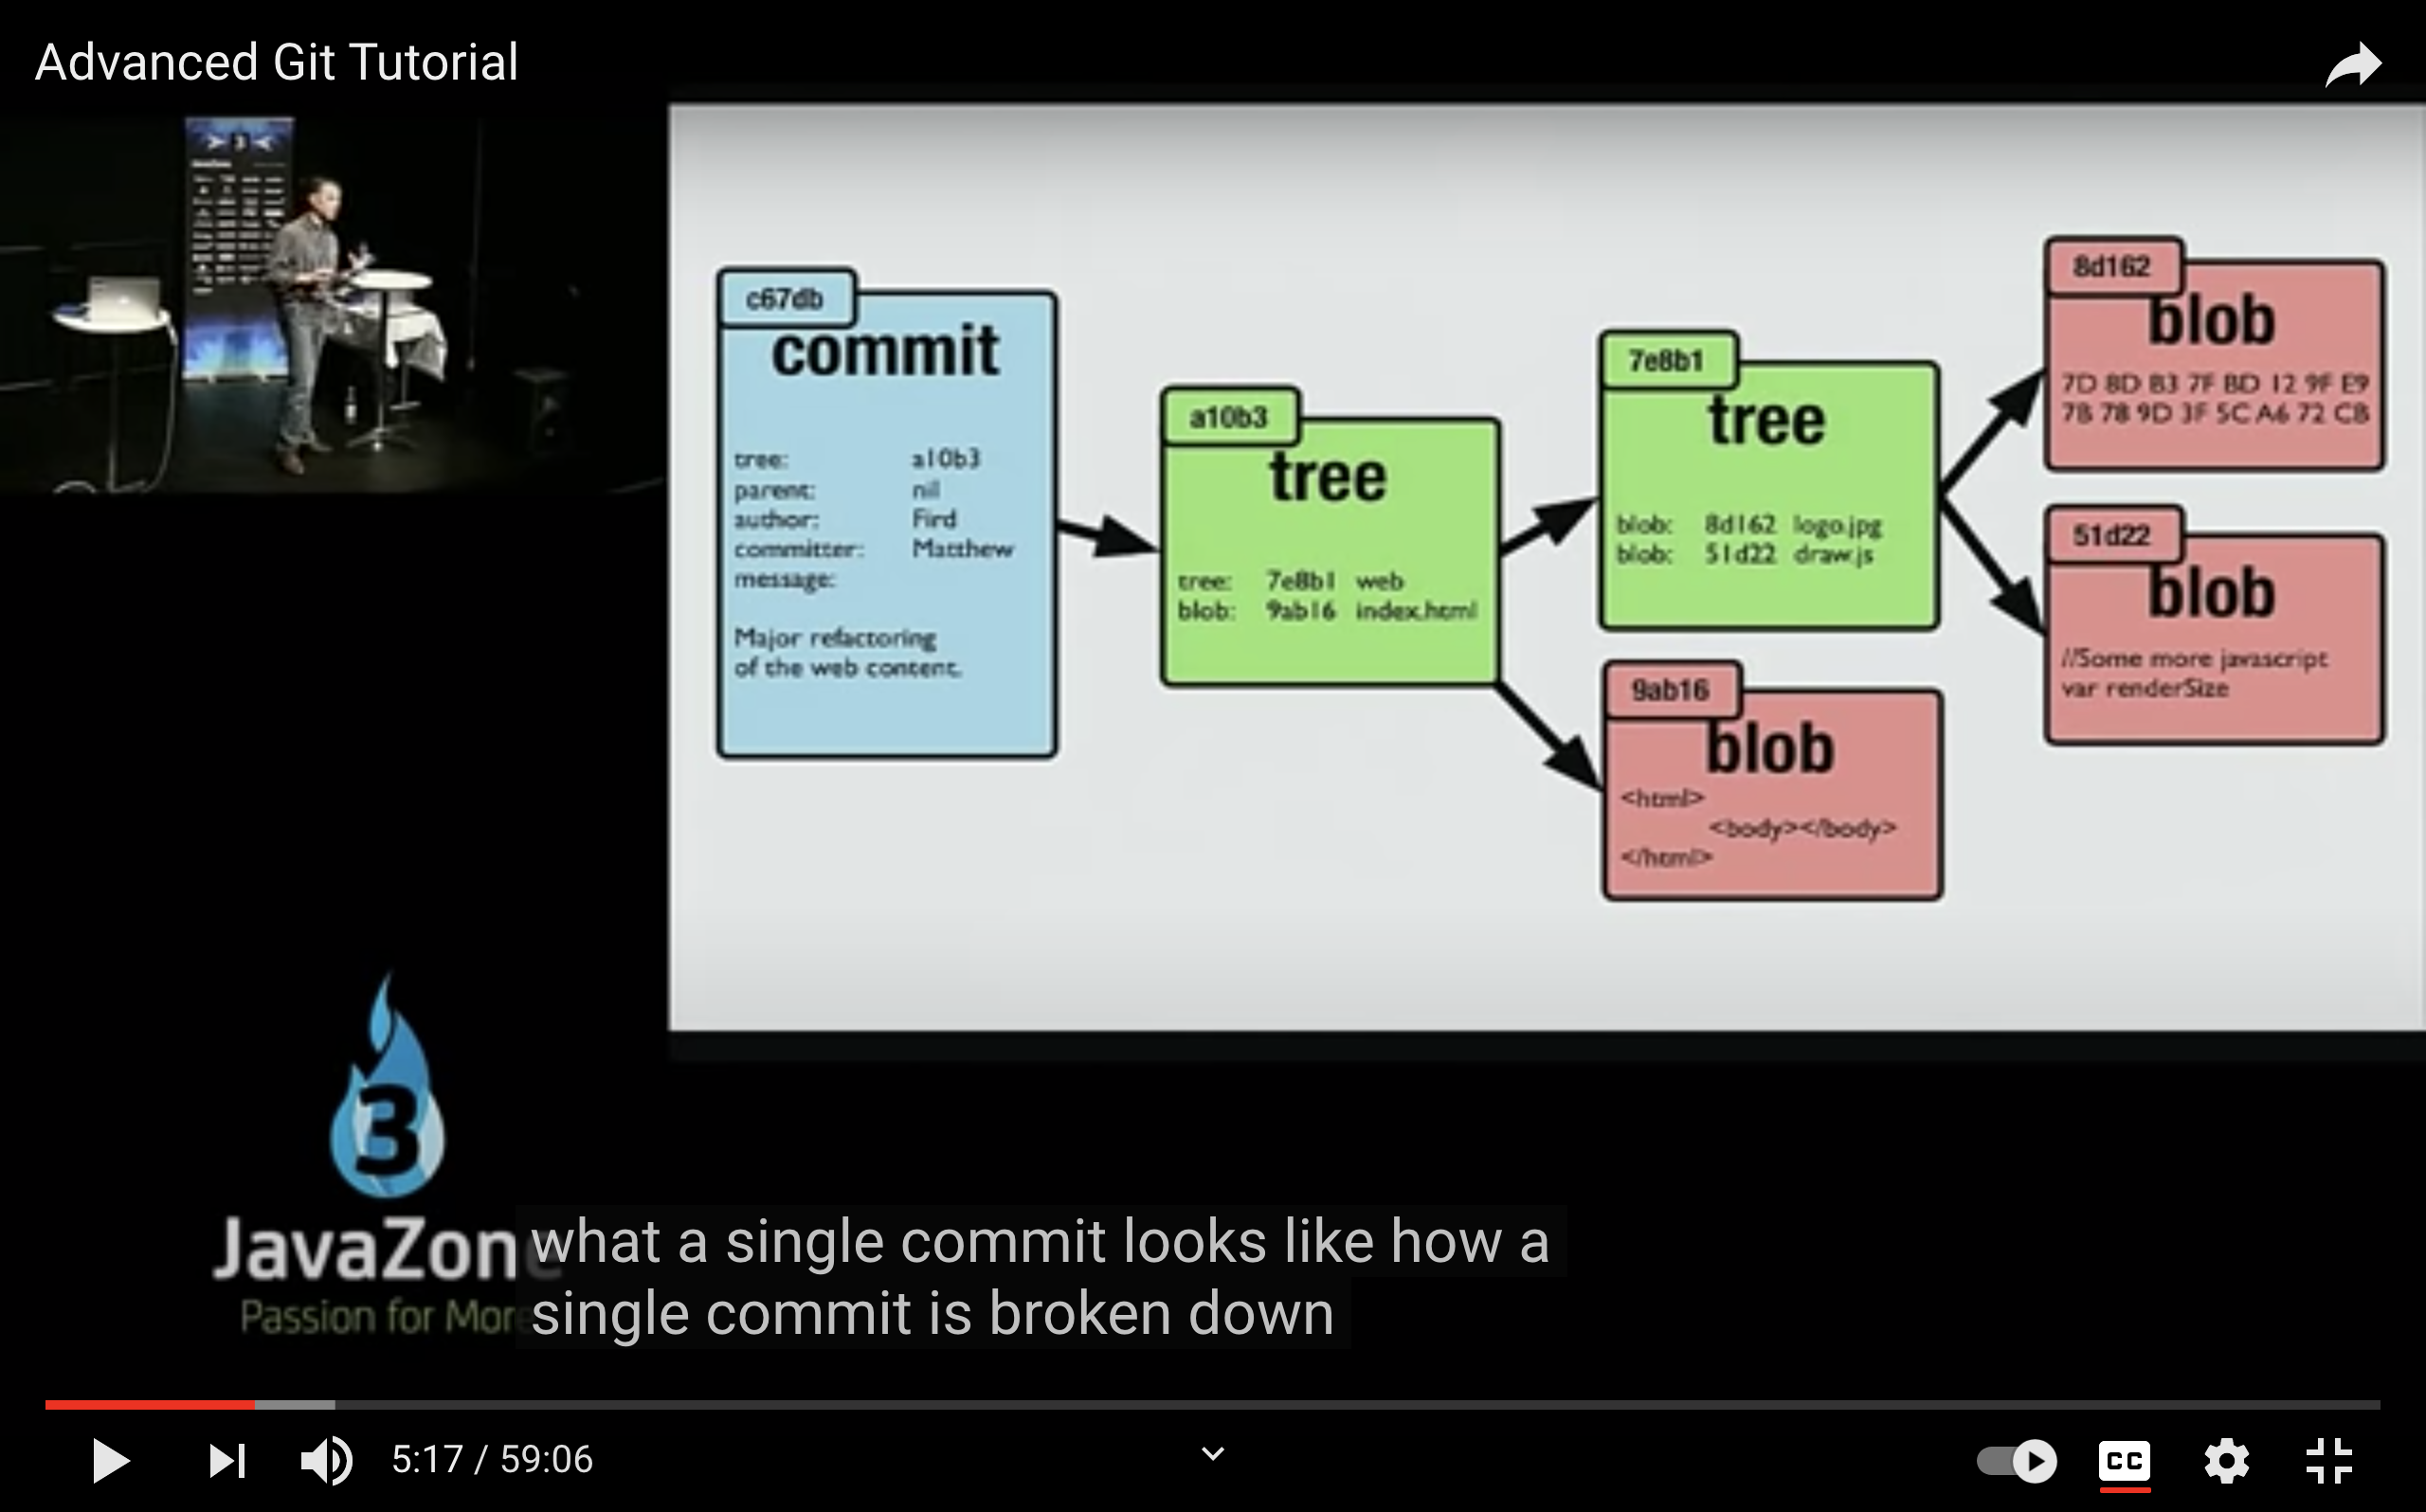 Advanced Git Tutorial
3
c67db
commit
tree: a10b3
parent: nil
author: Fird
committer: Matthew
message:
Major refactoring
of the web content.
a10b3
tree
tree: 7e8b1 web
blob: 9ab16 index.html
7e8b1
tree
blob: 8d162 logo.jpg
blob: 51d22 draw.js
9ab16
blob
<html>
<body></body>
</html>
8d162
blob
7D 8D B3 7F BD 12 9F E9
7B 78 9D 3F 5C A6 72 CB
51d22
blob
//Some more javascript
var renderSize
3
JavaZone
Passion for More
what a single commit looks like how a
single commit is broken down
5:17 / 59:06
CC